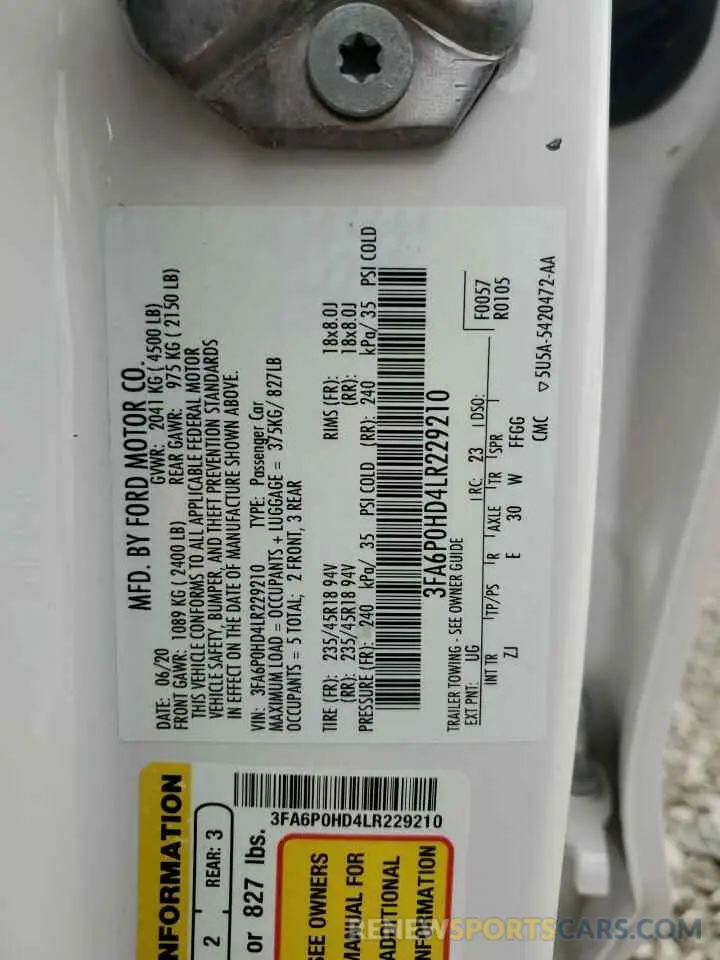 MFD. BY FORD MOTOR CO.
DATE: 06/20 GVWR: 2041 KG ( 4500 LB)
FRONT GAWR: 1089 KG ( 2400 LB) REAR GAWR: 975 KG ( 2150 LB)
THIS VEHICLE CONFORMS TO ALL APPLICABLE FEDERAL MOTOR
VEHICLE SAFETY, BUMPER, AND THEFT PREVENTION STANDARDS
IN EFFECT ON THE DATE OF MANUFACTURE SHOWN ABOVE.
VIN: 3FA6P0HD4LR229210 TYPE: Passenger Car
MAXIMUM LOAD = OCCUPANTS + LUGGAGE = 375KG/ 827LB
OCCUPANTS = 5 TOTAL; 2 FRONT, 3 REAR
TIRE (FR): 235/45R18 94V RIMS (FR): 18x8.0J
(RR): 235/45R18 94V (RR): 18x8.0J
PRESSURE (FR): 240 kPa/ 35 PSI COLD (RR): 240 kPa/ 35 PSI COLD
3FA6P0HD4LR229210
TRAILER TOWING - SEE OWNER GUIDE
EXT PNT: UG RC: 23 DSO: F0057
R0105
INT TR TP/PS R AXLE TR SPR
ZJ E 30 W FFGG
CMC ▽5U5A-5420472-AA
3FA6P0HD4LR229210
NFORMATION
2 REAR: 3
or 827 lbs.
SEE OWNERS
MANUAL FOR
ADDITIONAL
NFORMATION
RENEWSPORTSCARS.COM